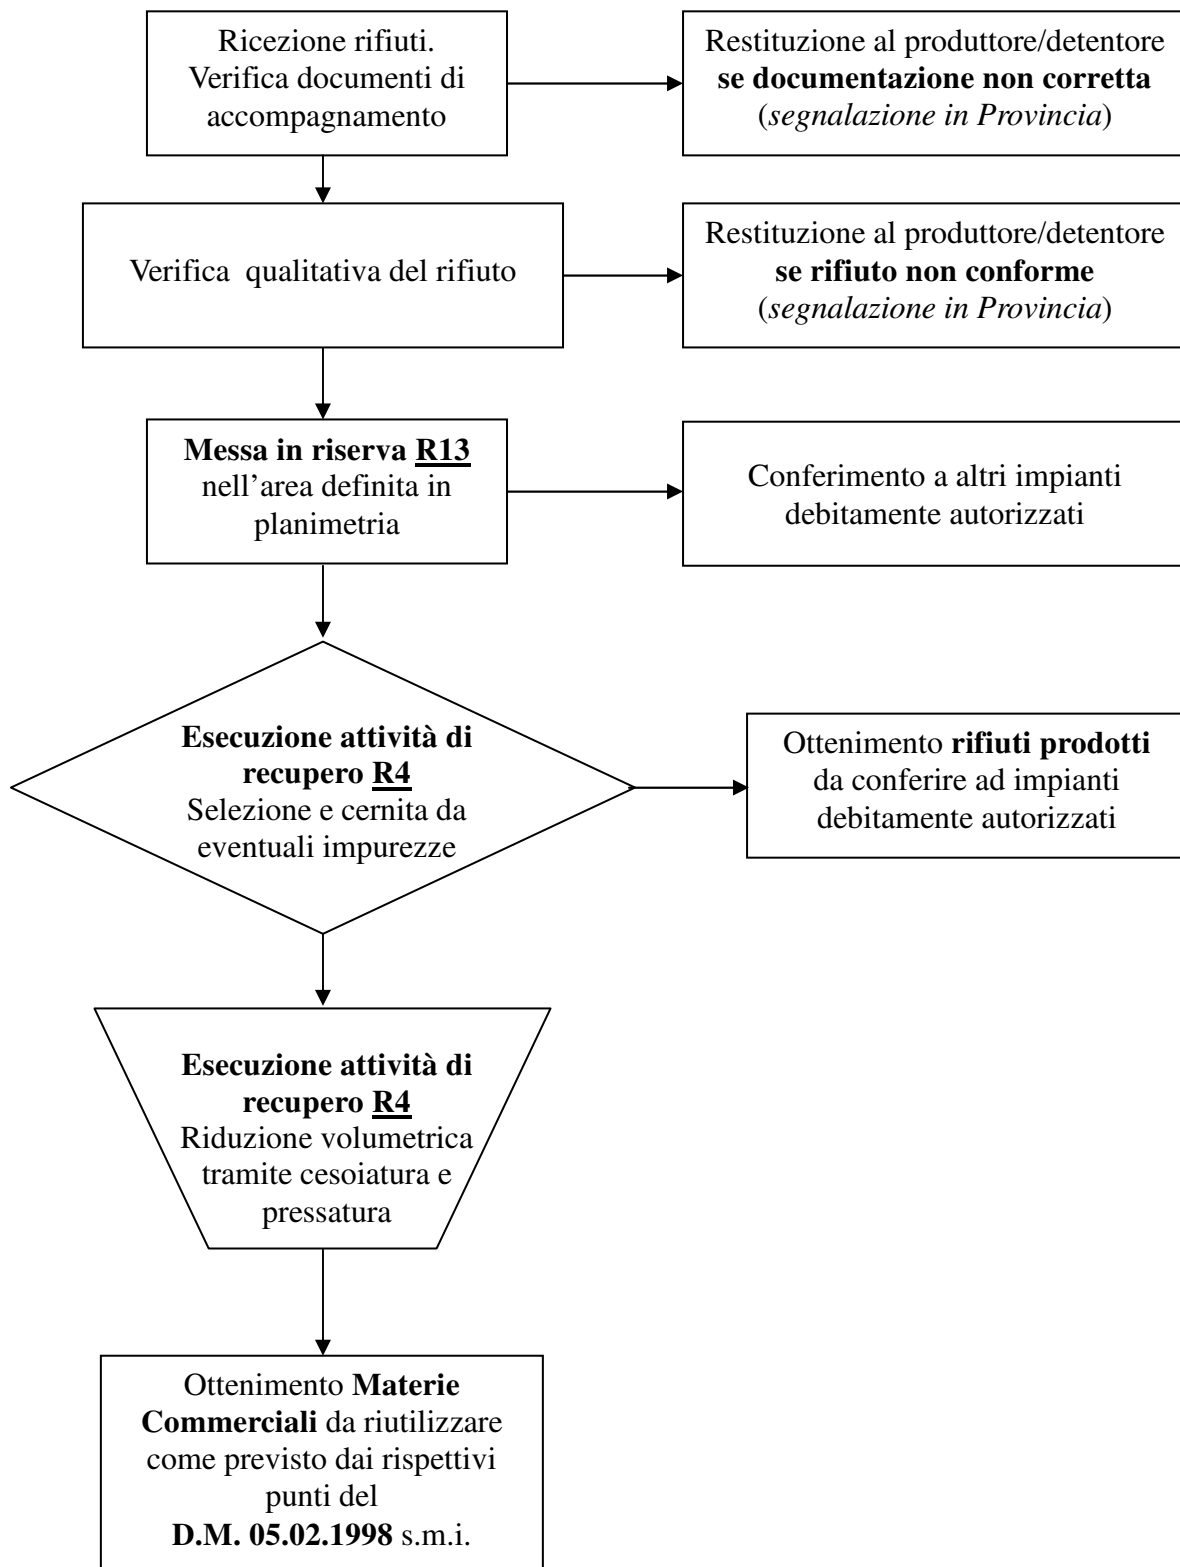 Ricezione rifiuti.
Verifica documenti di
accompagnamento
Restituzione al produttore/detentore
se documentazione non corretta
(segnalazione in Provincia)
Verifica  qualitativa del rifiuto
Restituzione al produttore/detentore
se rifiuto non conforme
(segnalazione in Provincia)
Messa in riserva R13
nell’area definita in
planimetria
Conferimento a altri impianti
debitamente autorizzati
Esecuzione attività di
recupero R4
Selezione e cernita da
eventuali impurezze
Ottenimento rifiuti prodotti
da conferire ad impianti
debitamente autorizzati
Esecuzione attività di
recupero R4
Riduzione volumetrica
tramite cesoiatura e
pressatura
Ottenimento Materie
Commerciali da riutilizzare
come previsto dai rispettivi
punti del
D.M. 05.02.1998 s.m.i.